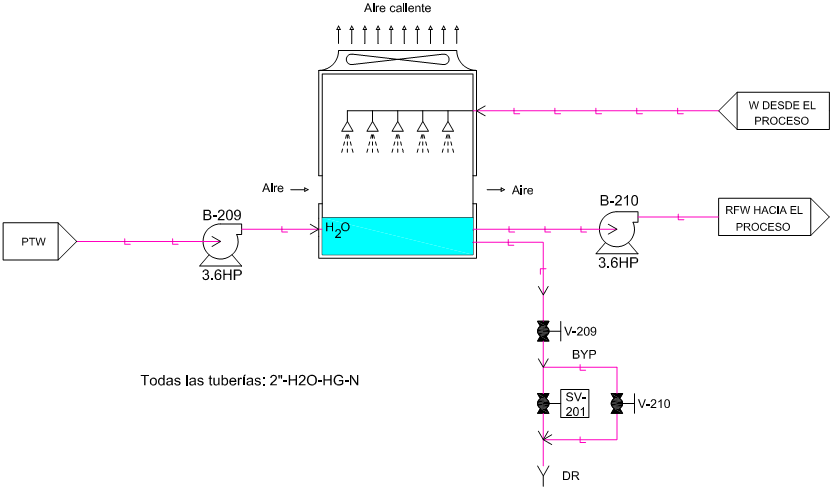 Aire caliente
W DESDE EL
PROCESO
Aire
Aire
B-209
B-210
RFW HACIA EL
PROCESO
PTW
H2O
3.6HP
3.6HP
V-209
BYP
Todas las tuberías: 2"-H2O-HG-N
SV-
201
V-210
DR